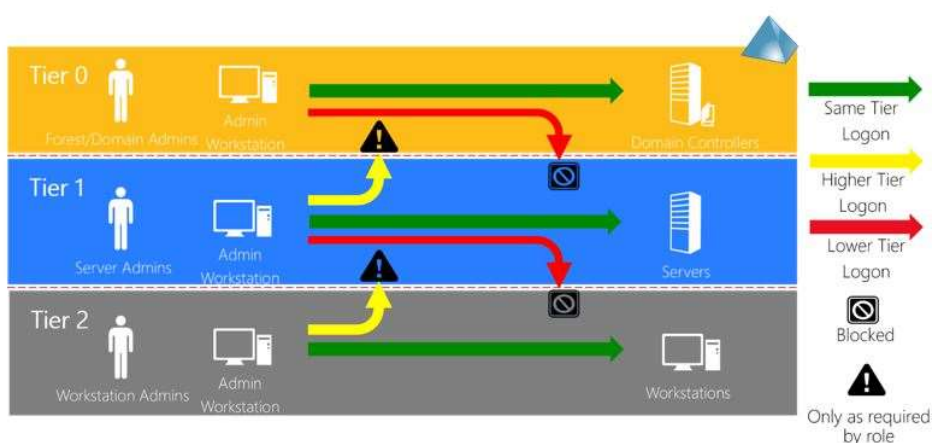 Tier 0
Forest/Domain Admins
Admin
Workstation
Domain Controllers
Tier 1
Server Admins
Admin
Workstation
Servers
Tier 2
Workstation Admins
Admin
Workstation
Workstations
Same Tier
Logon
Higher Tier
Logon
Lower Tier
Logon
Blocked
Only as required
by role